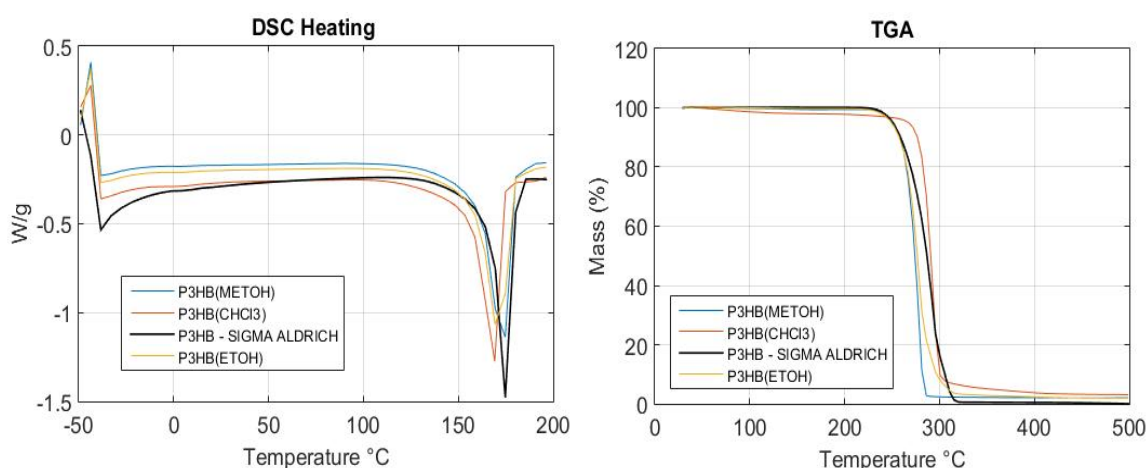 DSC Heating
0.5
0
-0.5
-1
-1.5
W/g
P3HB(METOH)
P3HB(CHCl3)
P3HB - SIGMA ALDRICH
P3HB(ETOH)
-50 0 50 100 150 200
Temperature °C
TGA
120
100
80
60
40
20
0
Mass (%)
P3HB(METOH)
P3HB(CHCl3)
P3HB - SIGMA ALDRICH
P3HB(ETOH)
0 100 200 300 400 500
Temperature °C